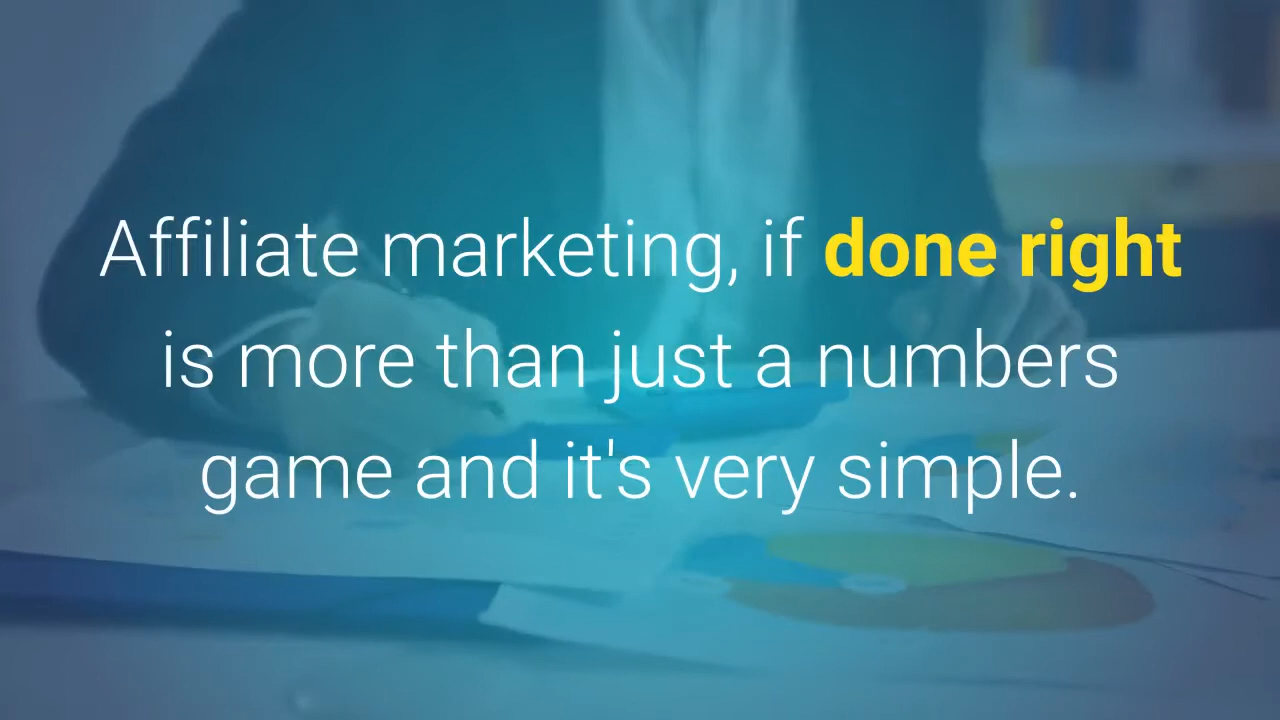 Affiliate marketing, if done right
is more than just a numbers
game and it's very simple.